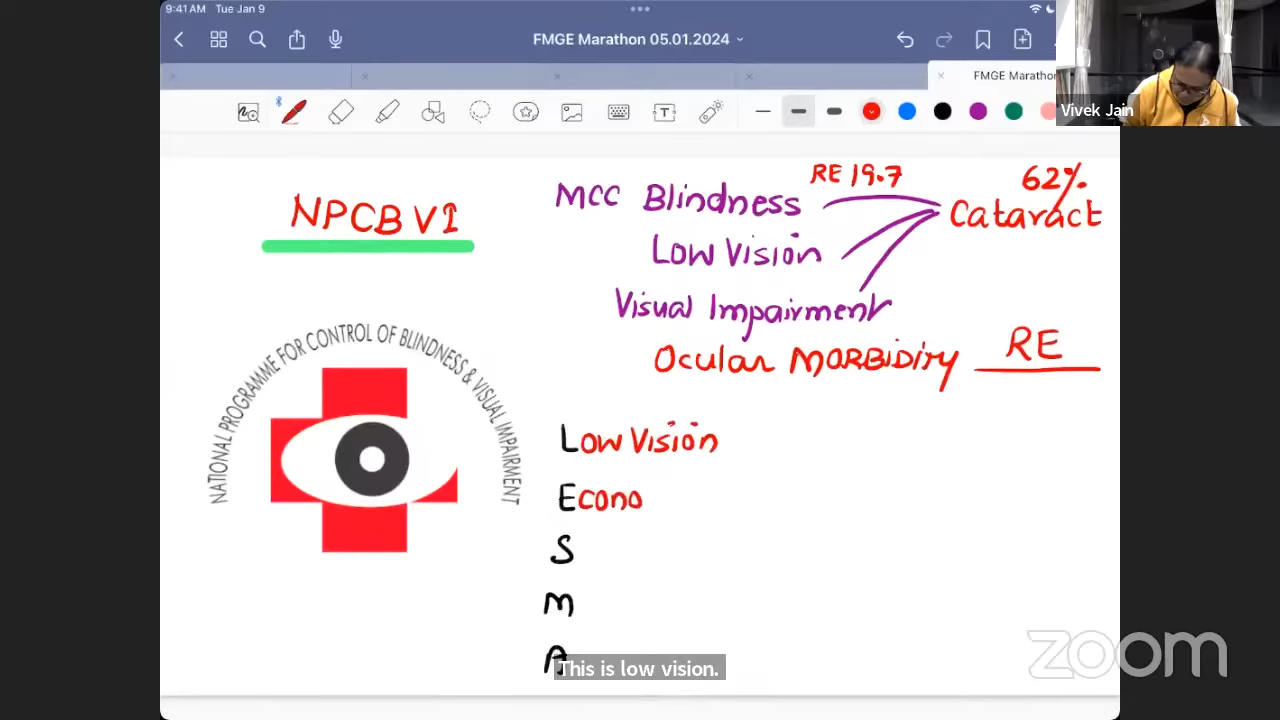 9:41 AM Tue Jan 9
FMGE Marathon 05.01.2024
FMGE Marathon
Vivek Jain
NPCBVI
RE 19.7
62%
MCC Blindness
Cataract
Low Vision
Visual Impairment
Ocular MORBIDITY RE
NATIONAL PROGRAMME FOR CONTROL OF BLINDNESS & VISUAL IMPAIRMENT
Low Vision
Econo
S
M
A
This is low vision.
zoom